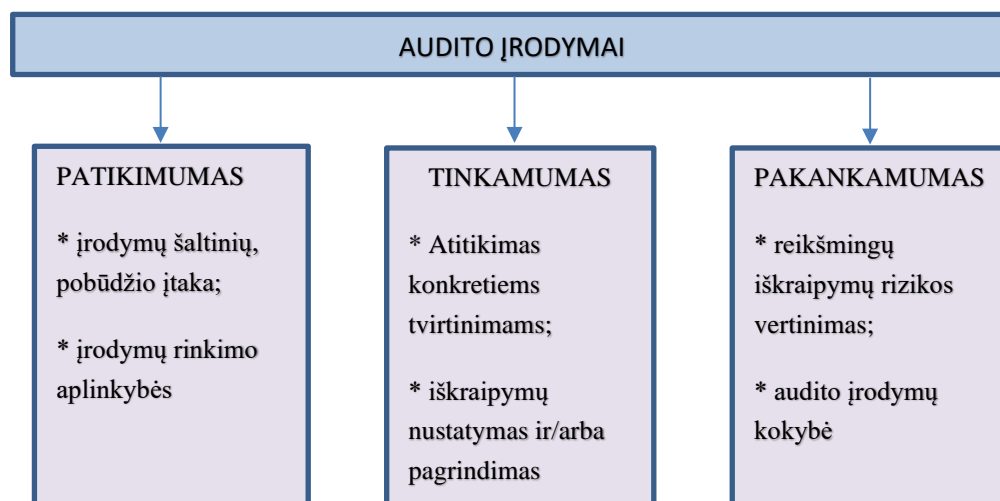 AUDITO ĮRODYMAI
PATIKIMUMAS
* įrodymų šaltinių,
pobūdžio įtaka;
* įrodymų rinkimo
aplinkybės
TINKAMUMAS
* Atitikimas
konkretiems
tvirtinimams;
* iškraipymų
nustatymas ir/arba
pagrindimas
PAKANKAMUMAS
* reikšmingų
iškraipymų rizikos
vertinimas;
* audito įrodymų
kokybė